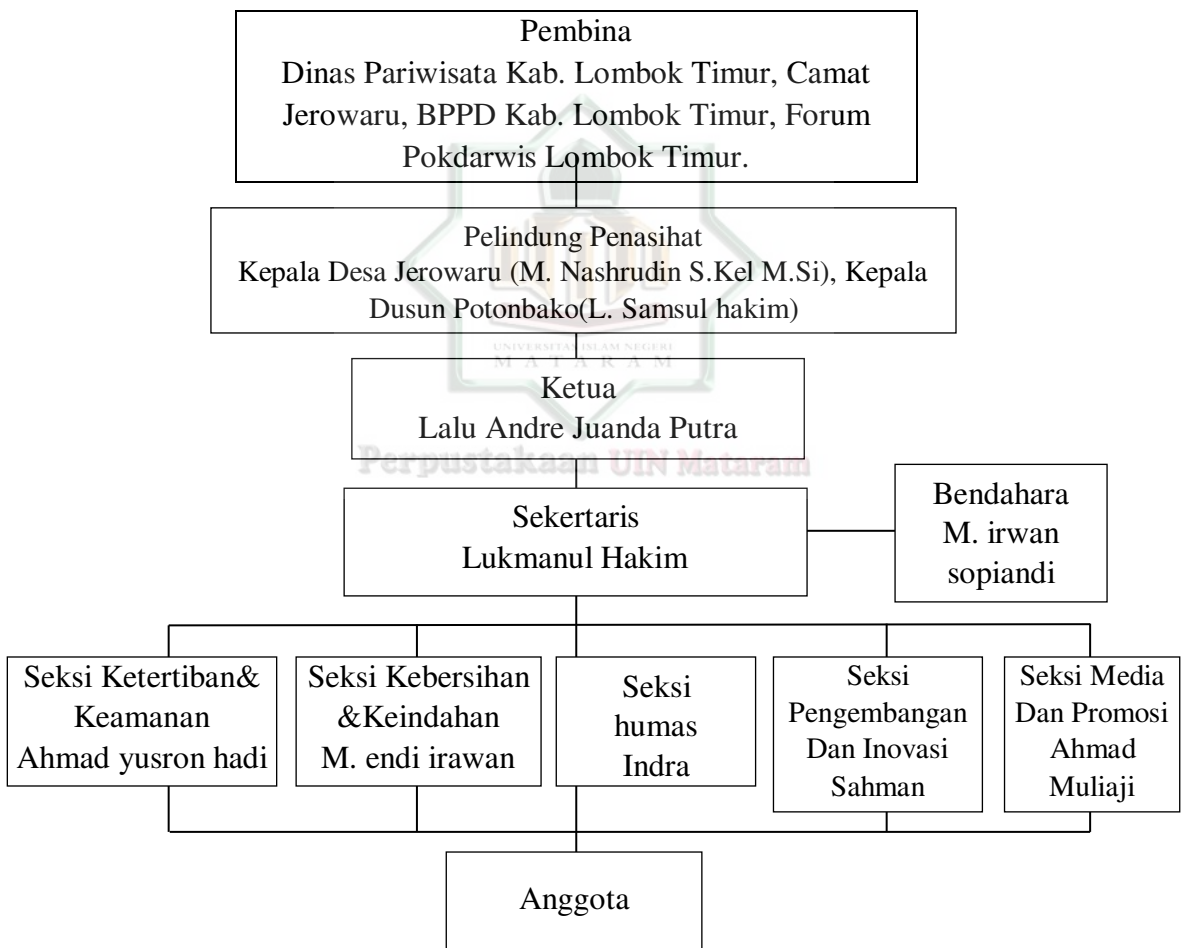 Pembina
Dinas Pariwisata Kab. Lombok Timur, Camat
Jerowaru, BPPD Kab. Lombok Timur, Forum
Pokdarwis Lombok Timur.
Pelindung Penasihat
Kepala Desa Jerowaru (M. Nashrudin S.Kel M.Si), Kepala
Dusun Potonbako(L. Samsul hakim)
UNIVERSITAS ISLAM NEGERI
M A T A R A M
Ketua
Lalu Andre Juanda Putra
Perpustakaan UIN Mataram
Sekertaris
Lukmanul Hakim
Bendahara
M. irwan
sopiandi
Seksi Ketertiban&
Keamanan
Ahmad yusron hadi
Seksi Kebersihan
&Keindahan
M. endi irawan
Seksi
humas
Indra
Seksi
Pengembangan
Dan Inovasi
Sahman
Seksi Media
Dan Promosi
Ahmad
Muliaji
Anggota